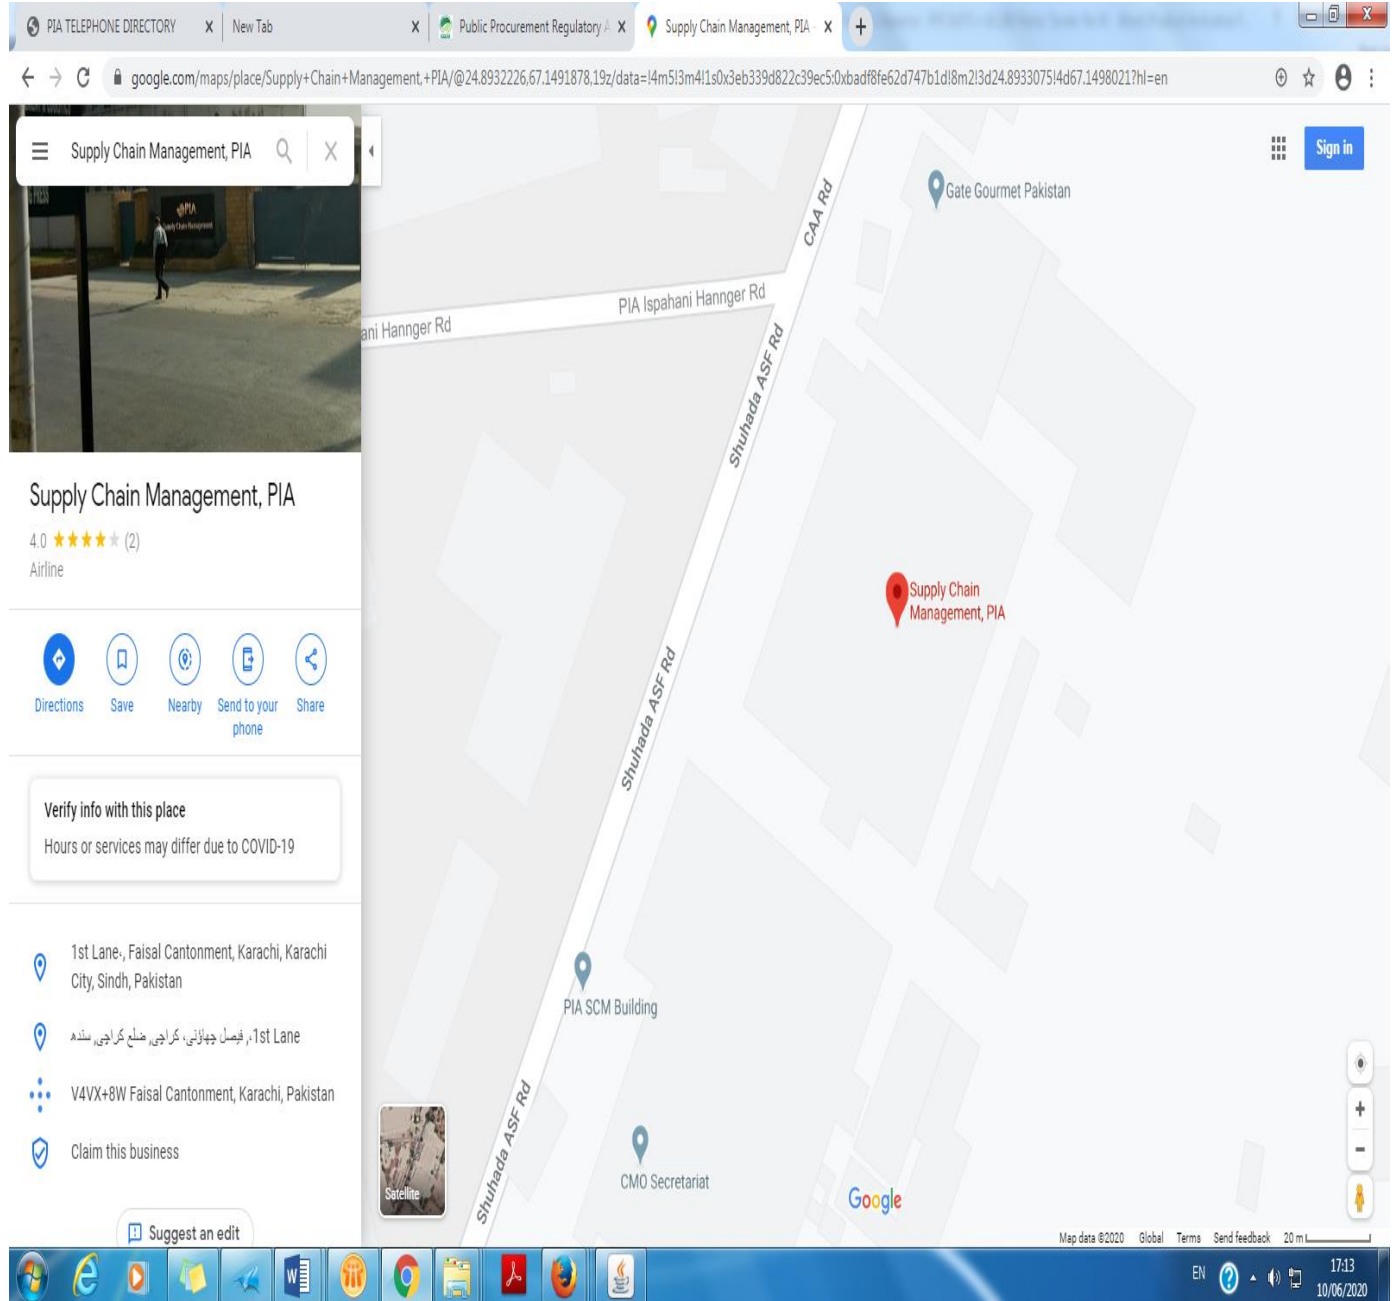 PIA TELEPHONE DIRECTORY
New Tab
Public Procurement Regulatory A
Supply Chain Management, PIA -
google.com/maps/place/Supply+Chain+Management,+PIA/@24.8932226,67.1491878,19z/data=!4m5!3m4!1s0x3eb339d822c39ec5:0xbadf8fe62d747b1d!8m2!3d24.8933075!4d67.1498021?hl=en
Supply Chain Management, PIA
PIA
Supply Chain Management
Supply Chain Management, PIA
4.0 (2)
Airline
Directions
Save
Nearby
Send to your
phone
Share
Verify info with this place
Hours or services may differ due to COVID-19
1st Lane،, Faisal Cantonment, Karachi, Karachi
City, Sindh, Pakistan
1st Lane،, فیصل چھاؤنی، کراچی, ضلع کراچی, سندھ
V4VX+8W Faisal Cantonment, Karachi, Pakistan
Claim this business
Suggest an edit
Sign in
Gate Gourmet Pakistan
CAA Rd
PIA Ispahani Hannger Rd
ani Hannger Rd
Shuhada ASF Rd
Supply Chain
Management, PIA
Shuhada ASF Rd
PIA SCM Building
Shuhada ASF Rd
CMO Secretariat
Satellite
Google
Map data ©2020 Global Terms Send feedback 20 m
EN
17:13
10/06/2020